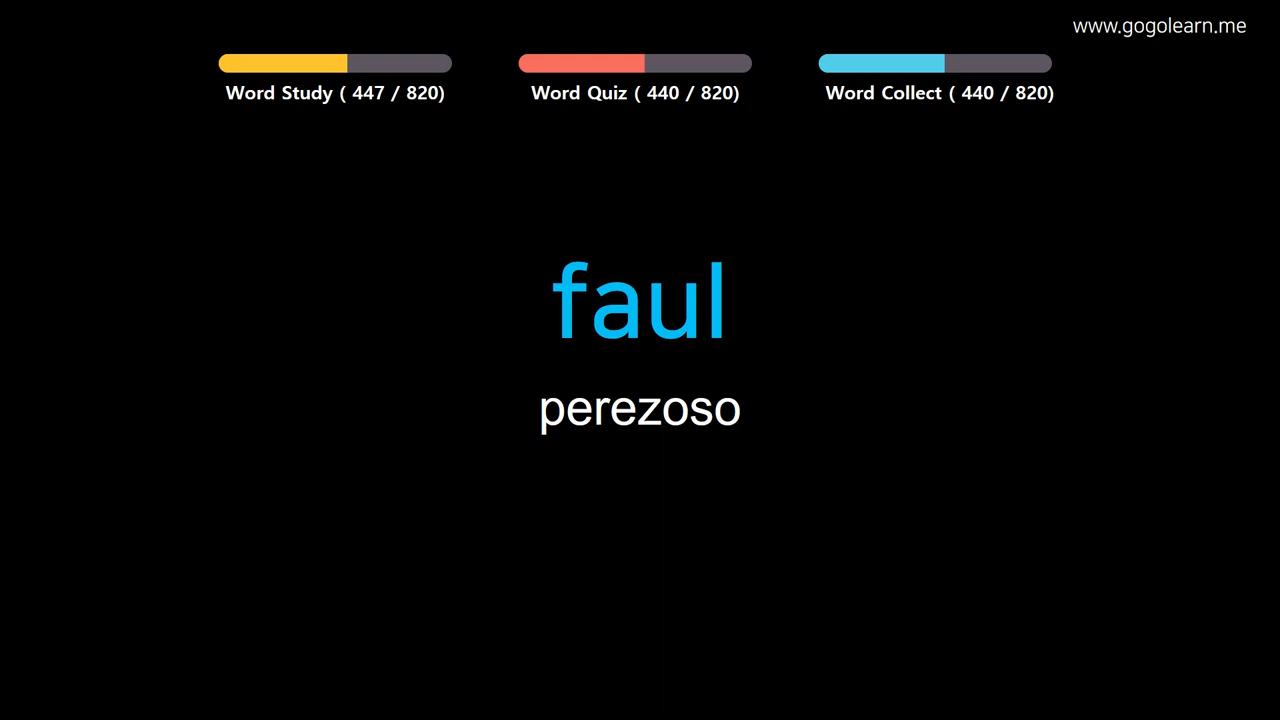 www.gogolearn.me
Word Study ( 447 / 820)
Word Quiz ( 440 / 820)
Word Collect ( 440 / 820)
faul
perezoso